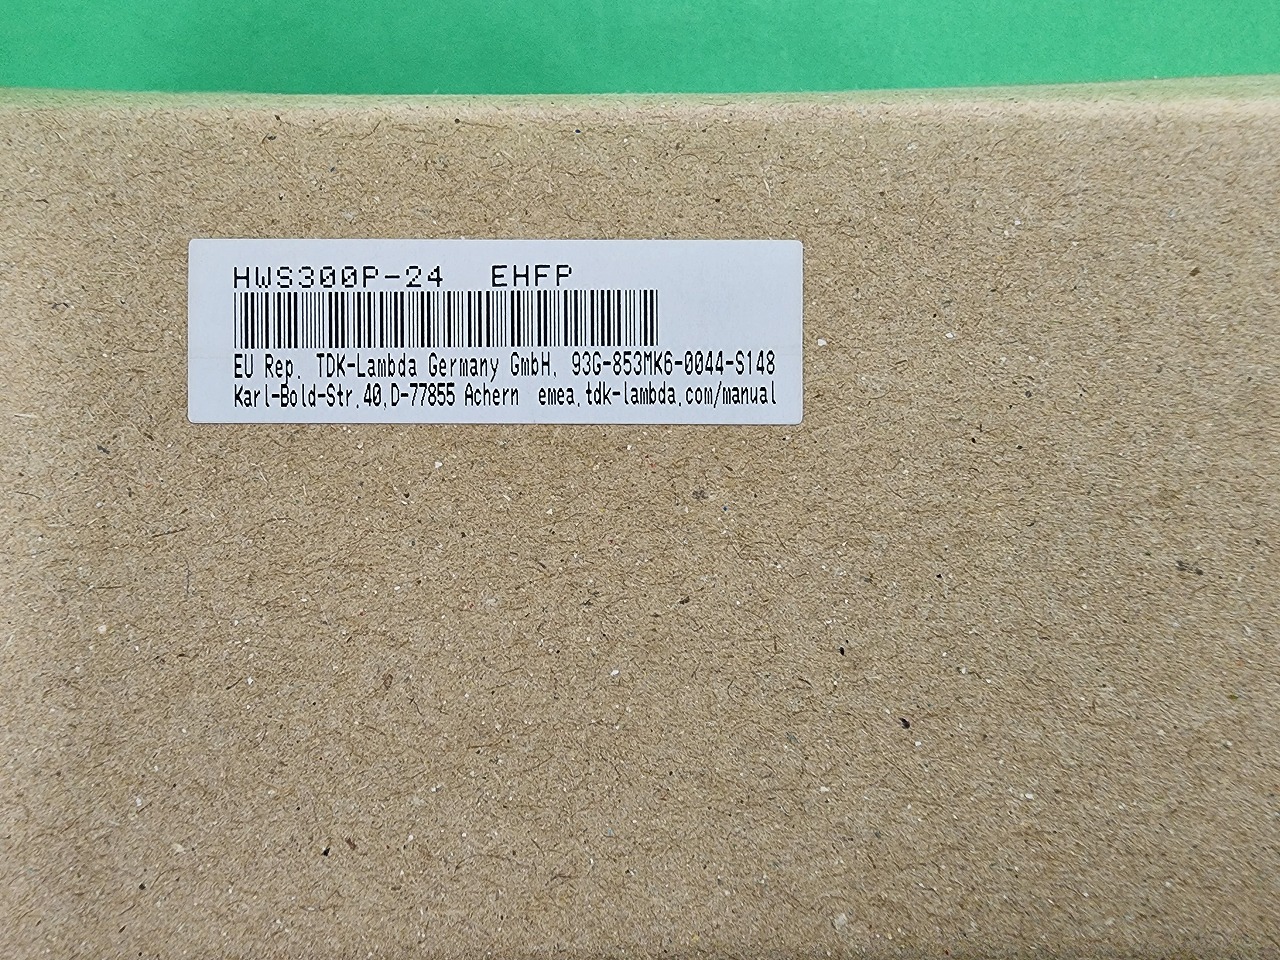 HWS300P-24 EHFP
EU Rep. TDK-Lambda Germany GmbH. 93G-853MK6-0044-S148
Karl-Bold-Str.40,D-77855 Achern emea.tdk-lambda.com/manual